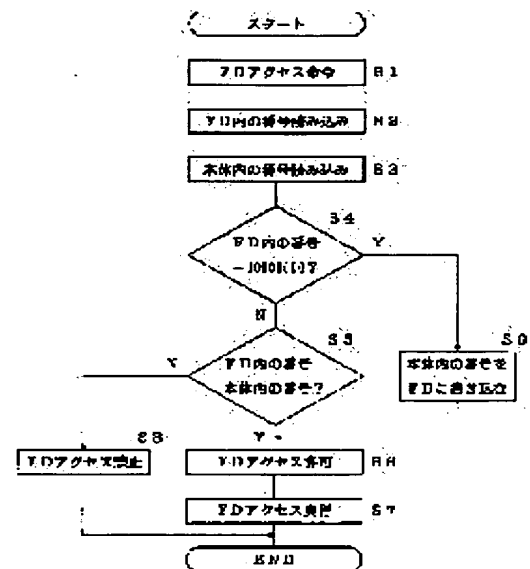 スタート
FDアクセス命令 S1
FD内の番号読み込み S2
本体内の番号読み込み S3
S4
FD内の番号
Y
N
S5
FD内の番号
本体内の番号?
S9
本体内の番号を
FDに書き込む
Y
S8
FDアクセス禁止
FDアクセス許可 S6
FDアクセス実行 S7
END